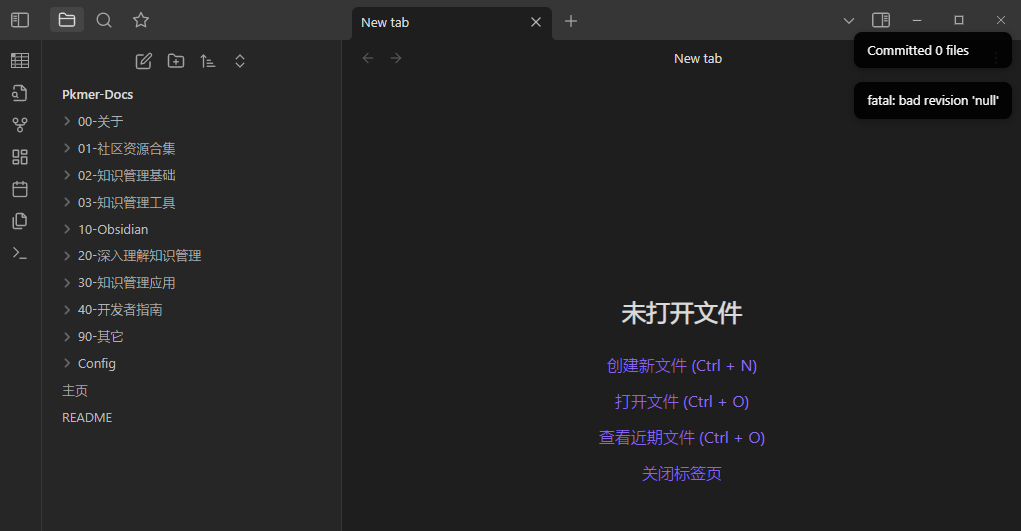 New tab
Committed 0 files
New tab
fatal: bad revision 'null'
Pkmer-Docs
00-关于
01-社区资源合集
02-知识管理基础
03-知识管理工具
10-Obsidian
20-深入理解知识管理
30-知识管理应用
40-开发者指南
90-其它
Config
主页
README
未打开文件
创建新文件 (Ctrl + N)
打开文件 (Ctrl + O)
查看近期文件 (Ctrl + O)
关闭标签页